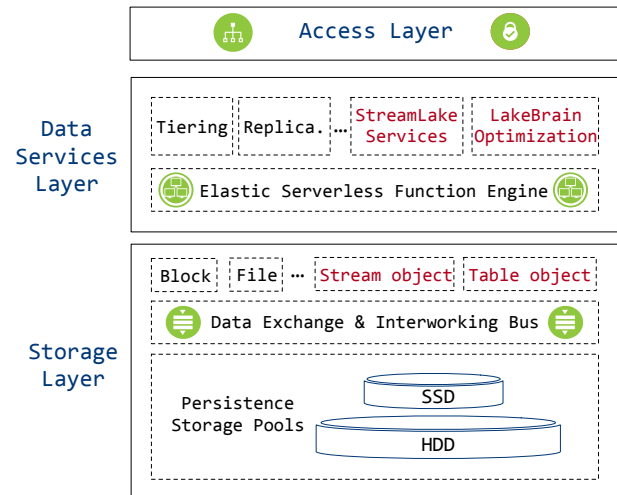 Access Layer
Data
Services
Layer
Tiering Replica. … StreamLake
Services LakeBrain
Optimization
Elastic Serverless Function Engine
Storage
Layer
Block File … Stream object Table object
Data Exchange & Interworking Bus
Persistence
Storage Pools
SSD
HDD